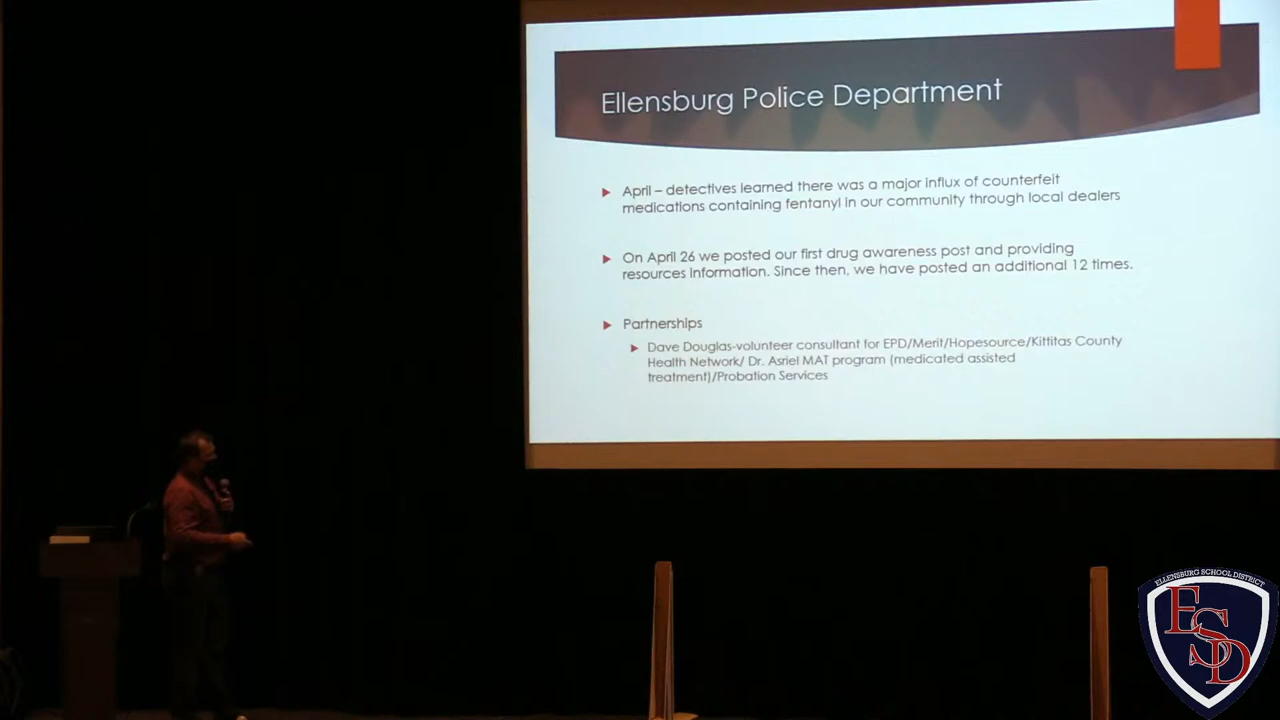 Ellensburg Police Department
April – detectives learned there was a major influx of counterfeit
medications containing fentanyl in our community through local dealers
On April 26 we posted our first drug awareness post and providing
resources information. Since then, we have posted an additional 12 times.
Partnerships
Dave Douglas-volunteer consultant for EPD/Merit/Hopesource/Kittitas County
Health Network/ Dr. Asriel MAT program (medicated assisted
treatment)/Probation Services
ELLENSBURG SCHOOL DISTRICT
ESD